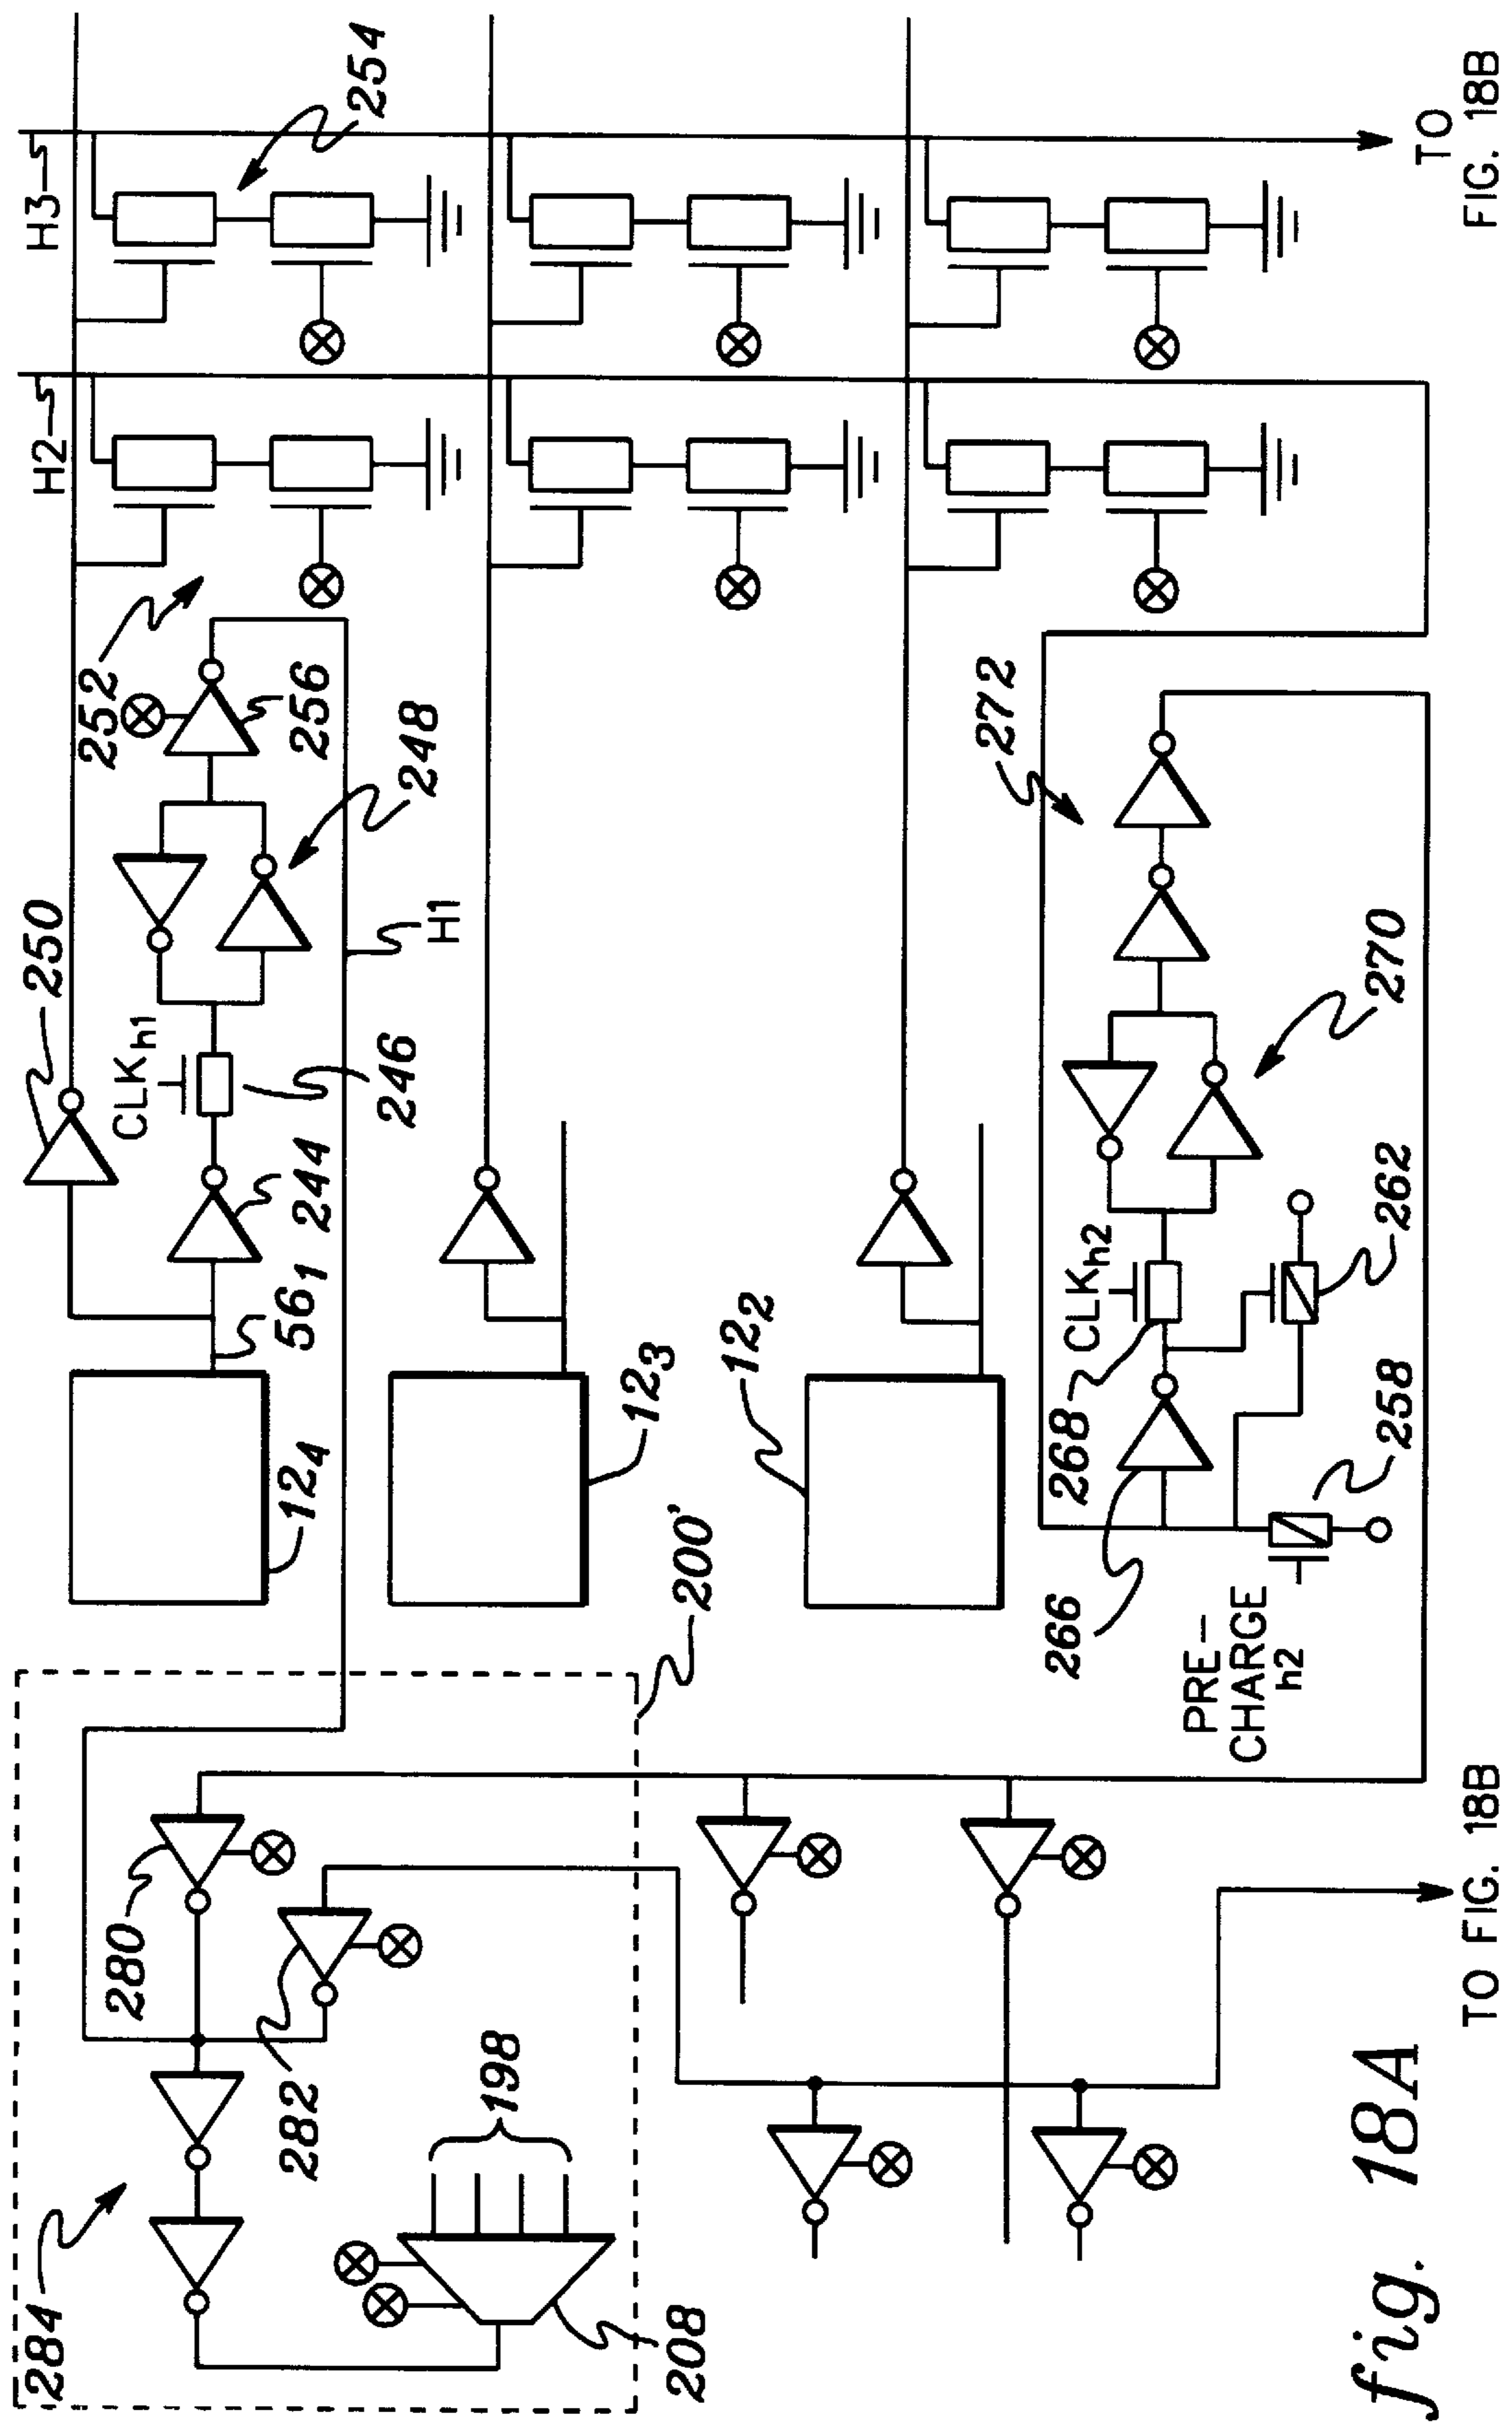 H3
254
TO
FIG. 18B
H2
252
256
248
250
CLKh1
246
H1
244
56₁
12₄
12₃
12₂
272
270
CLKh2
262
268
258
266
PRE-
CHARGE
h2
200'
280
282
198
284
208
TO FIG. 18B
fig. 18A